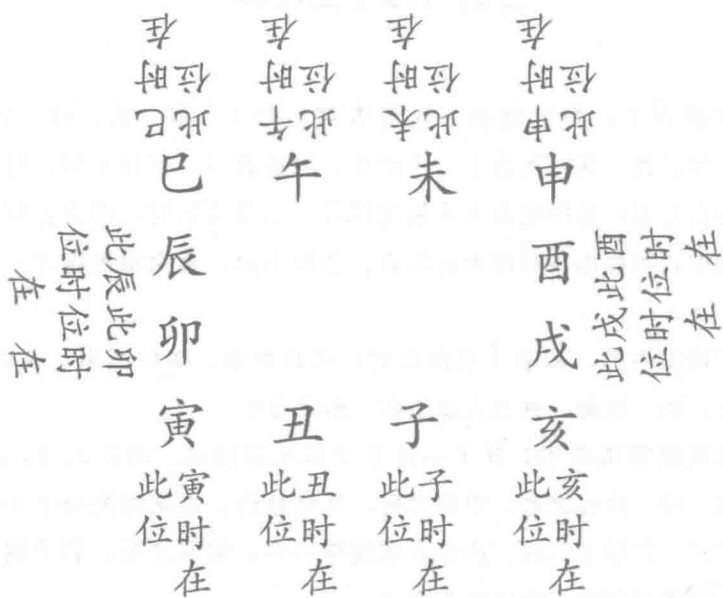 巳时在此位
午时在此位
未时在此位
申时在此位
巳 午 未 申
辰时在此位
辰
酉
酉时在此位
卯时在此位
卯
戌
戌时在此位
寅 丑 子 亥
寅时在此位
丑时在此位
子时在此位
亥时在此位